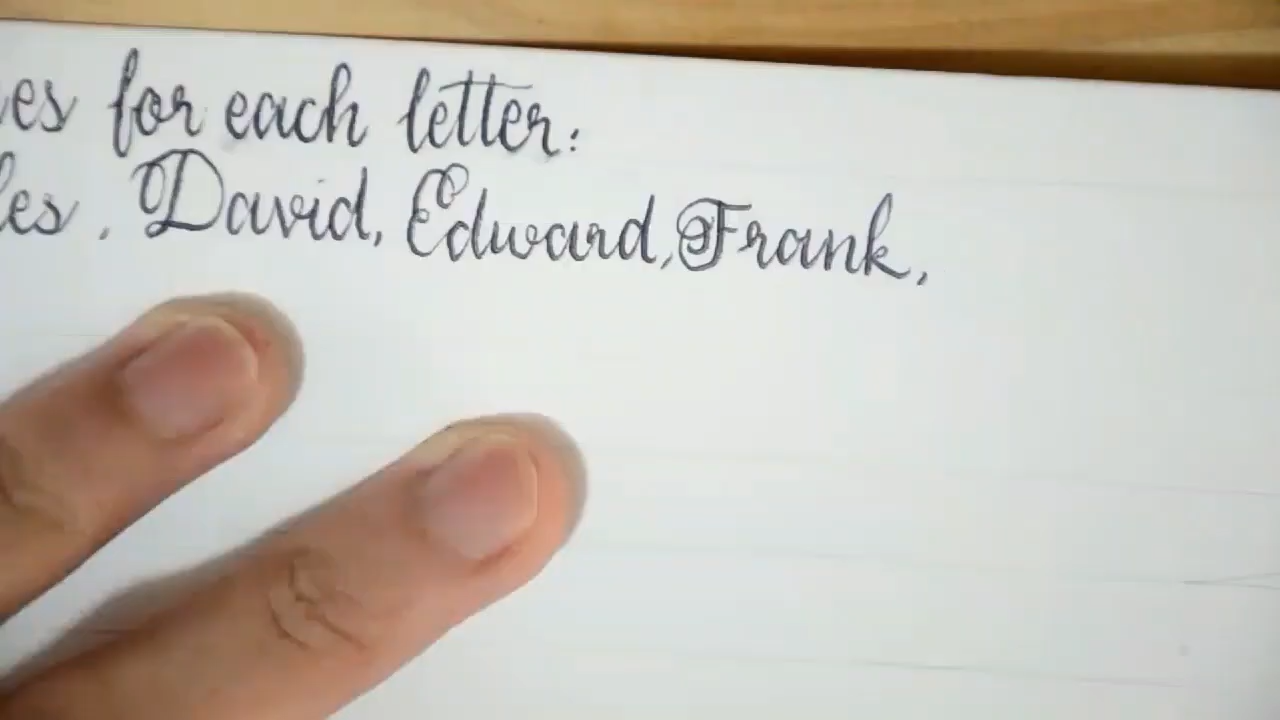 es for each letter:
les, David, Edward, Frank,